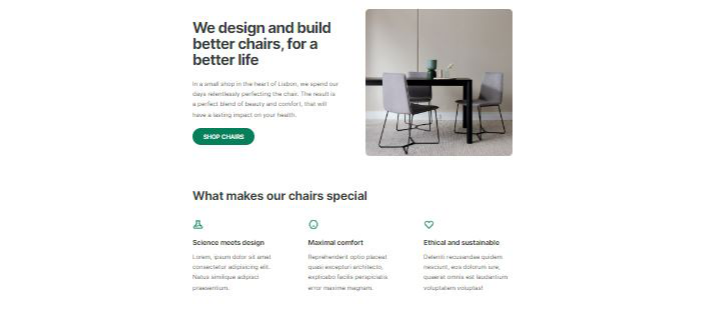 We design and build
better chairs, for a
better life
In a small shop in the heart of Lisbon, we spend our
days relentlessly perfecting the chair. The result is
a perfect blend of beauty and comfort, that will
have a lasting impact on your health.
SHOP CHAIRS
What makes our chairs special
Science meets design
Lorem, ipsum dolor sit amet
consectetur adipisicing elit.
Natus similique adipisci
praesentium.
Maximal comfort
Reprehenderit optio placeat
quasi excepturi architecto,
explicabo facilis perspiciatis
error maxime magnam.
Ethical and sustainable
Deleniti recusandae quidem
nesciunt, eos dolorum iure,
quaerat omnis est laudantium
voluptatem voluptas!